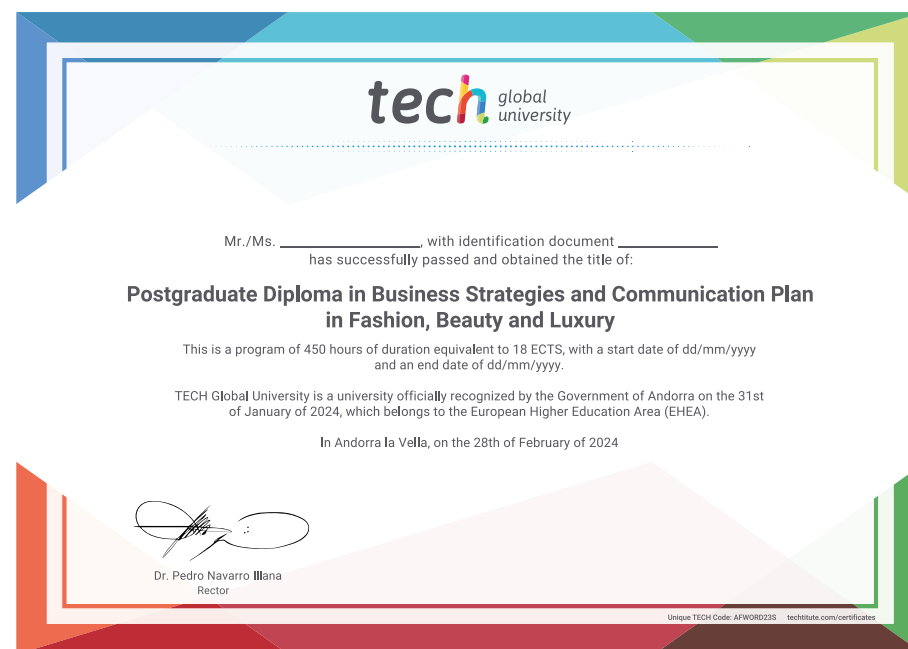 tech global
university
Mr./Ms. ____________________, with identification document ______________
has successfully passed and obtained the title of:
Postgraduate Diploma in Business Strategies and Communication Plan
in Fashion, Beauty and Luxury
This is a program of 450 hours of duration equivalent to 18 ECTS, with a start date of dd/mm/yyyy
and an end date of dd/mm/yyyy.
TECH Global University is a university officially recognized by the Government of Andorra on the 31st
of January of 2024, which belongs to the European Higher Education Area (EHEA).
In Andorra la Vella, on the 28th of February of 2024
Dr. Pedro Navarro Illana
Rector
Unique TECH Code: AFWORD23S techtitute.com/certificates